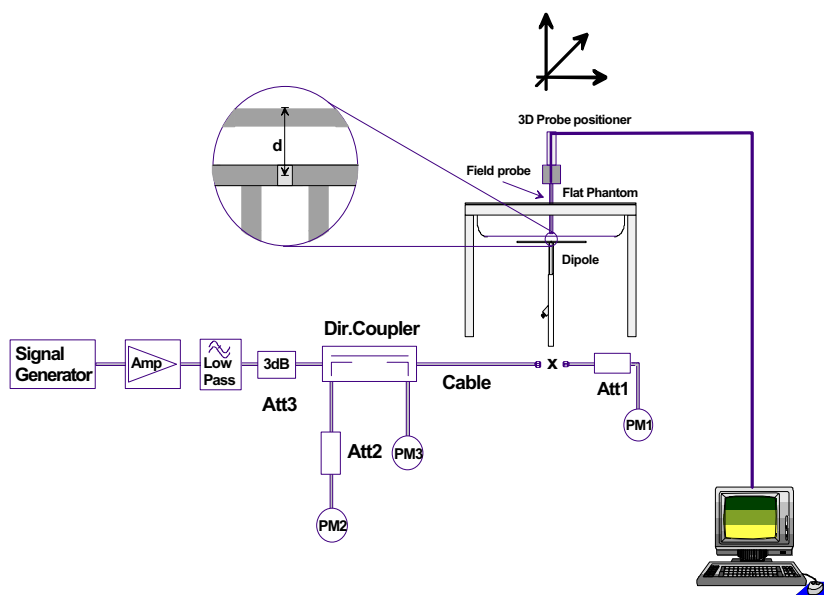 3D Probe positioner
d
Field probe
Flat Phantom
Dipole
Dir.Coupler
Signal
Generator
Amp
Low
Pass
3dB
x
Att3
Cable
Att1
PM1
Att2
PM3
PM2